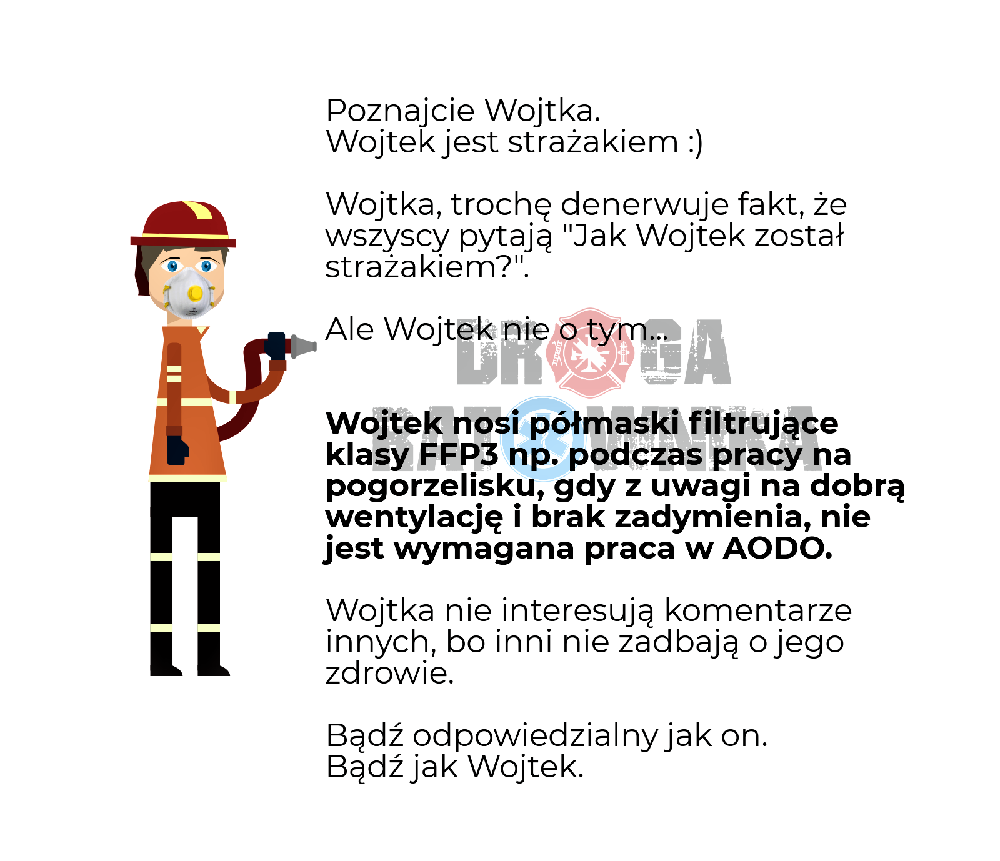 Poznajcie Wojtka.
Wojtek jest strażakiem :)
Wojtka, trochę denerwuje fakt, że
wszyscy pytają "Jak Wojtek został
strażakiem?".
Ale Wojtek nie o tym...
DROGA
RATOWNIKA
Wojtek nosi półmaski filtrujące
klasy FFP3 np. podczas pracy na
pogorzelisku, gdy z uwagi na dobrą
wentylację i brak zadymienia, nie
jest wymagana praca w AODO.
Wojtka nie interesują komentarze
innych, bo inni nie zadbają o jego
zdrowie.
Bądź odpowiedzialny jak on.
Bądź jak Wojtek.